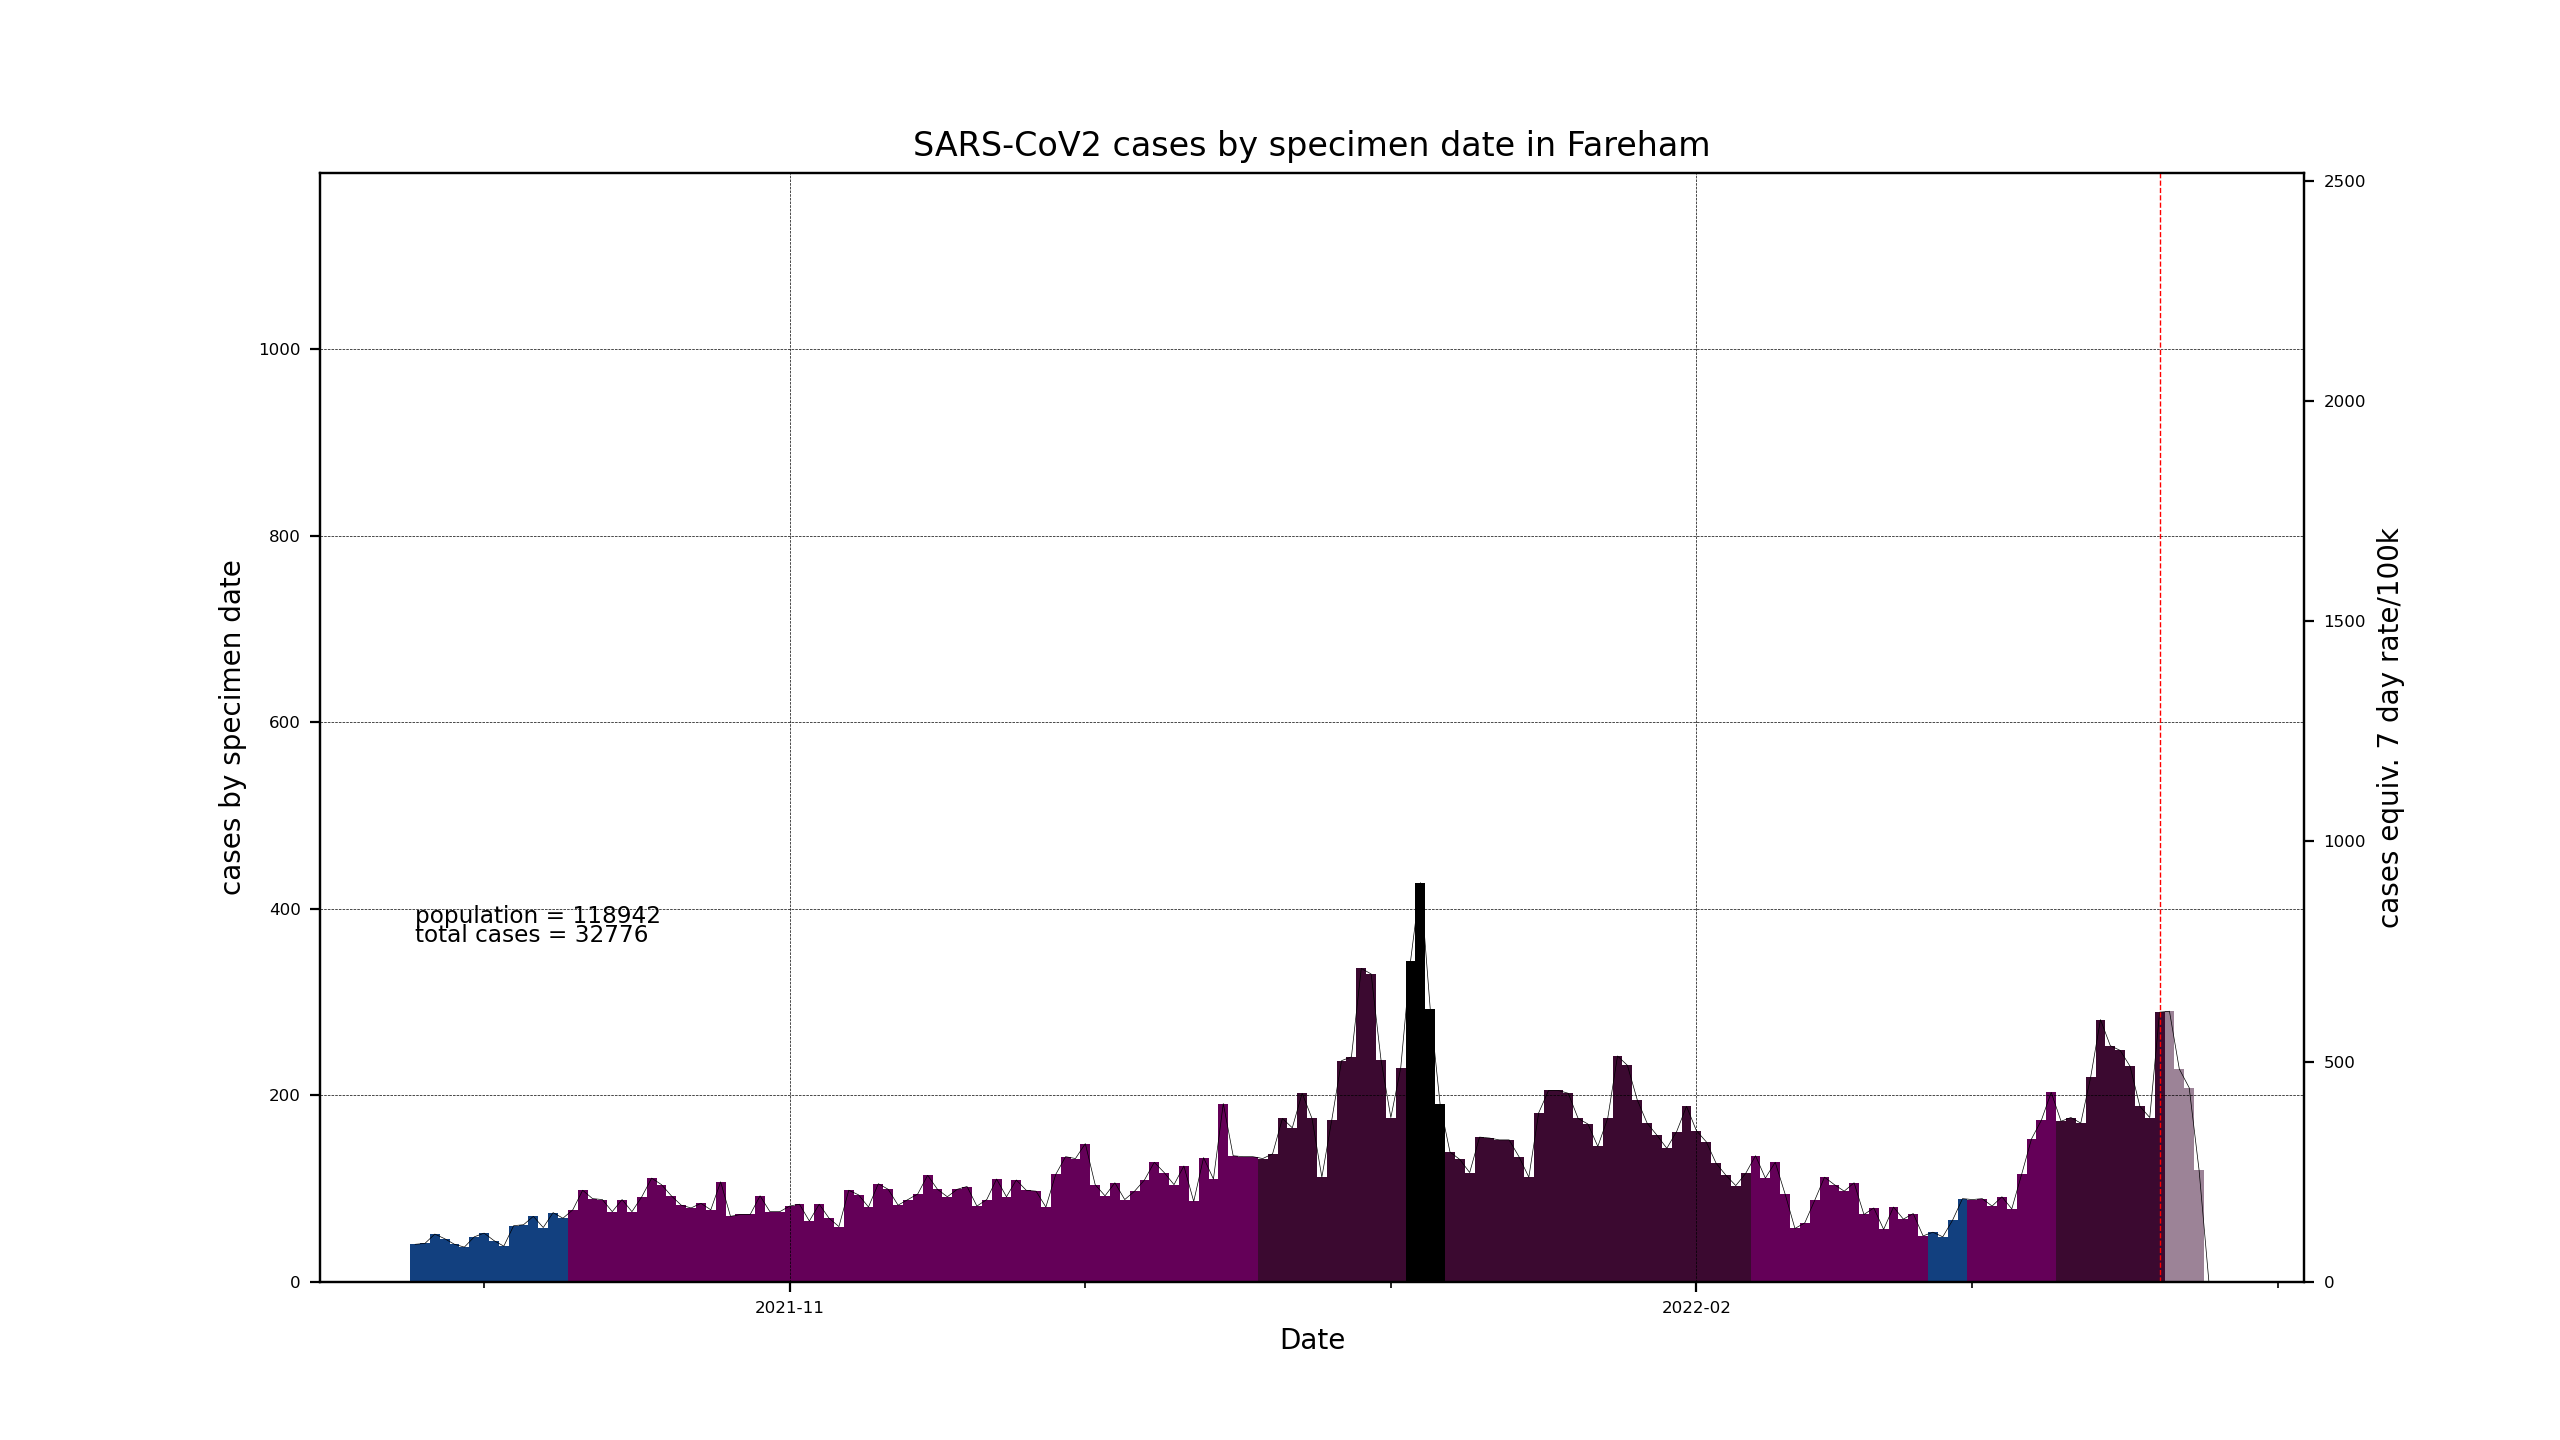 SARS-CoV2 cases by specimen date in Fareham
cases by specimen date
1000
800
600
400
200
0
population = 118942
total cases = 32776
2500
2000
1500
1000
500
0
cases equiv. 7 day rate/100k
2021-11
2022-02
Date